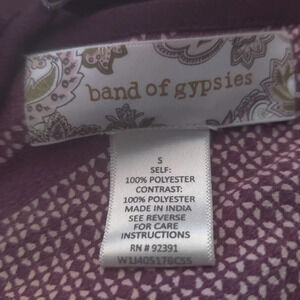 band of gypsies
S
SELF:
100% POLYESTER
CONTRAST:
100% POLYESTER
MADE IN INDIA
SEE REVERSE
FOR CARE
INSTRUCTIONS
RN # 92391